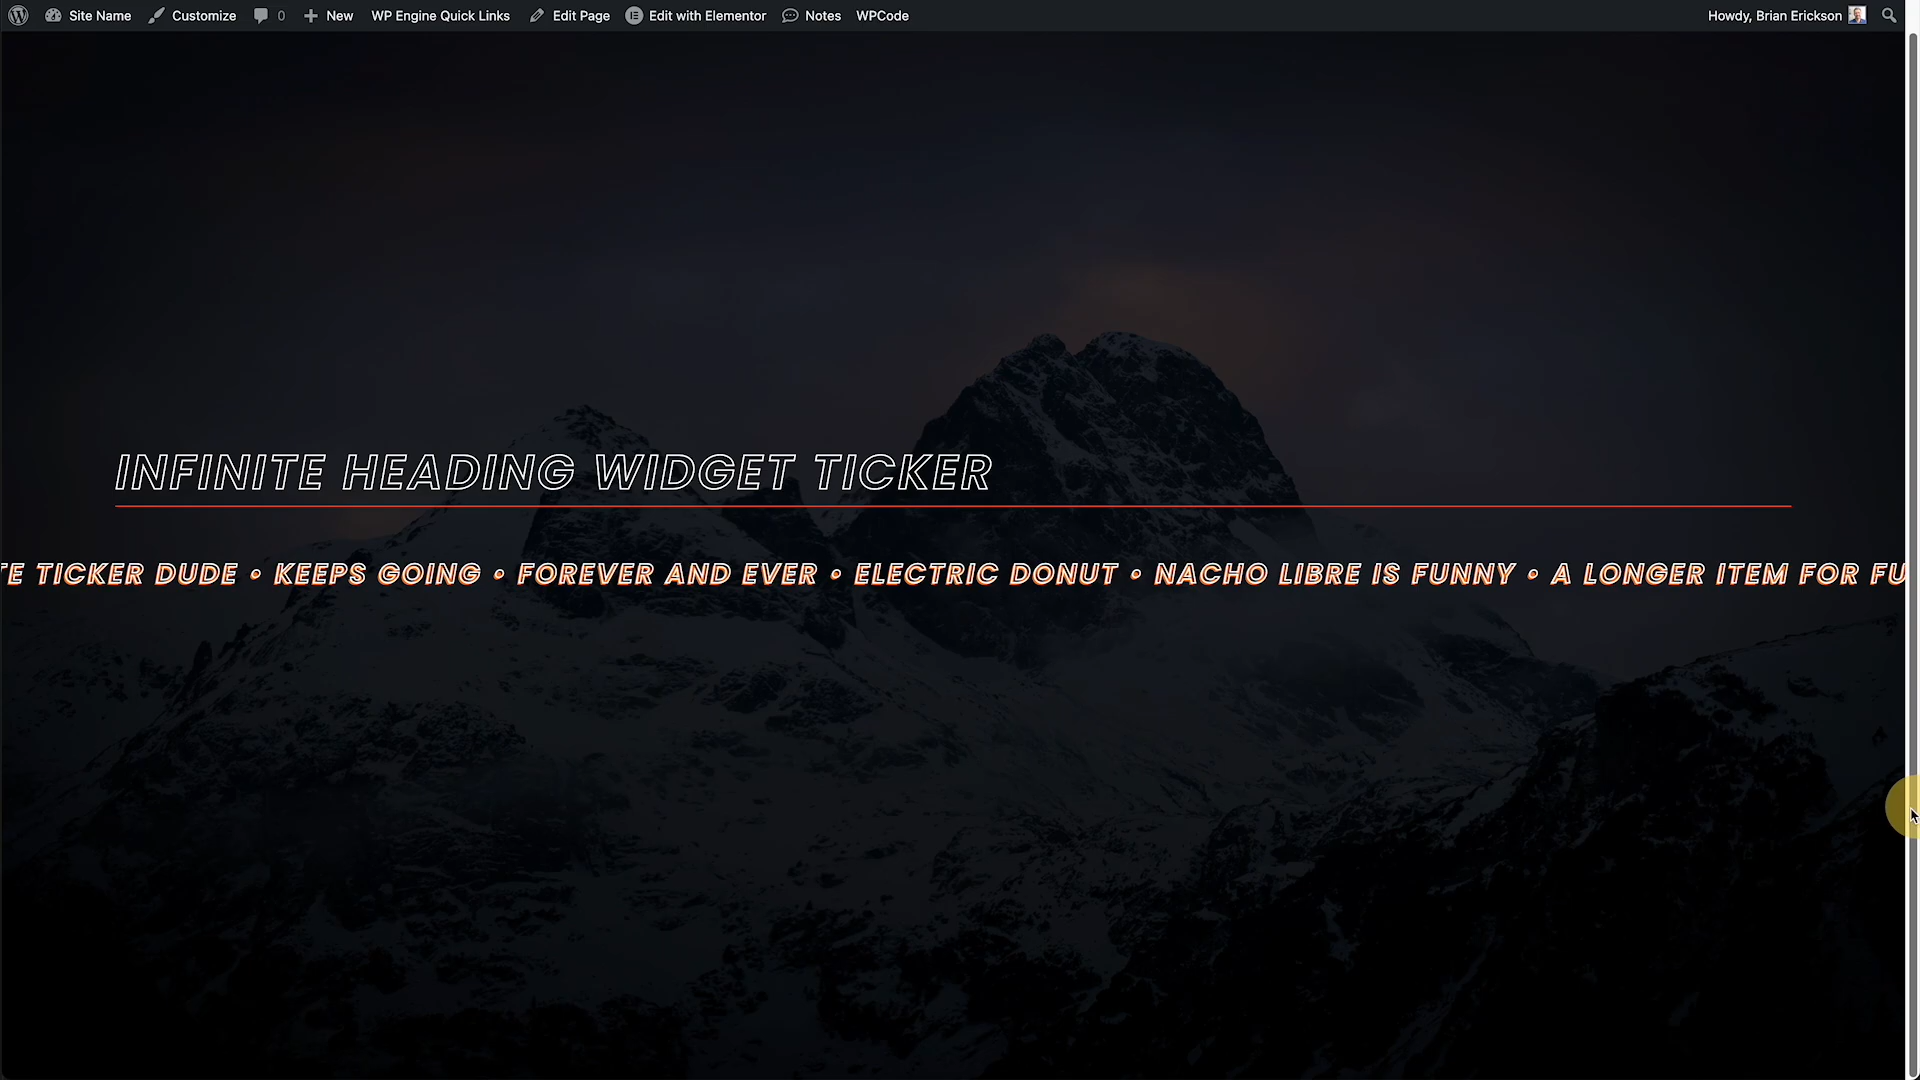 Site Name Customize 0 New WP Engine Quick Links Edit Page Edit with Elementor Notes WPCode Howdy, Brian Erickson
INFINITE HEADING WIDGET TICKER
TE TICKER DUDE • KEEPS GOING • FOREVER AND EVER • ELECTRIC DONUT • NACHO LIBRE IS FUNNY • A LONGER ITEM FOR FU